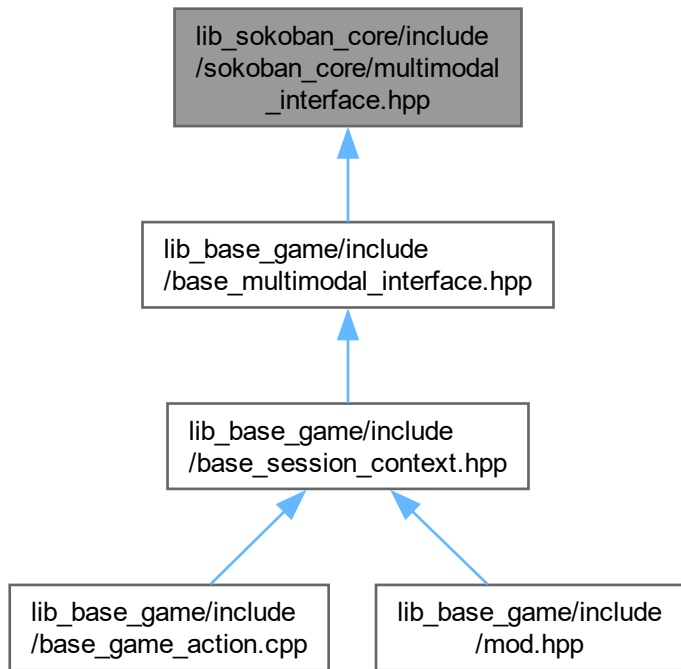 lib_sokoban_core/include
/sokoban_core/multimodal
_interface.hpp
lib_base_game/include
/base_multimodal_interface.hpp
lib_base_game/include
/base_session_context.hpp
lib_base_game/include
/base_game_action.cpp
lib_base_game/include
/mod.hpp